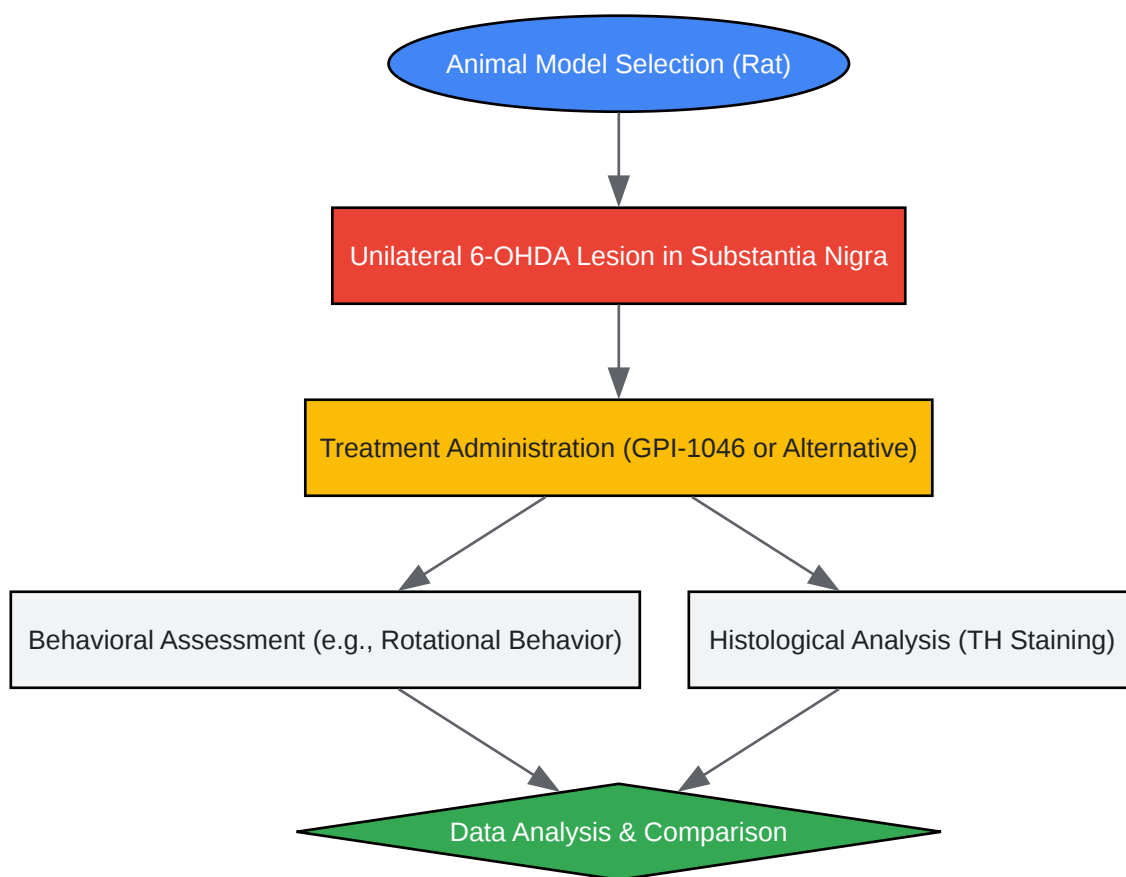 Animal Model Selection (Rat)
Unilateral 6-OHDA Lesion in Substantia Nigra
Treatment Administration (GPI-1046 or Alternative)
Behavioral Assessment (e.g., Rotational Behavior)
Histological Analysis (TH Staining)
Data Analysis & Comparison